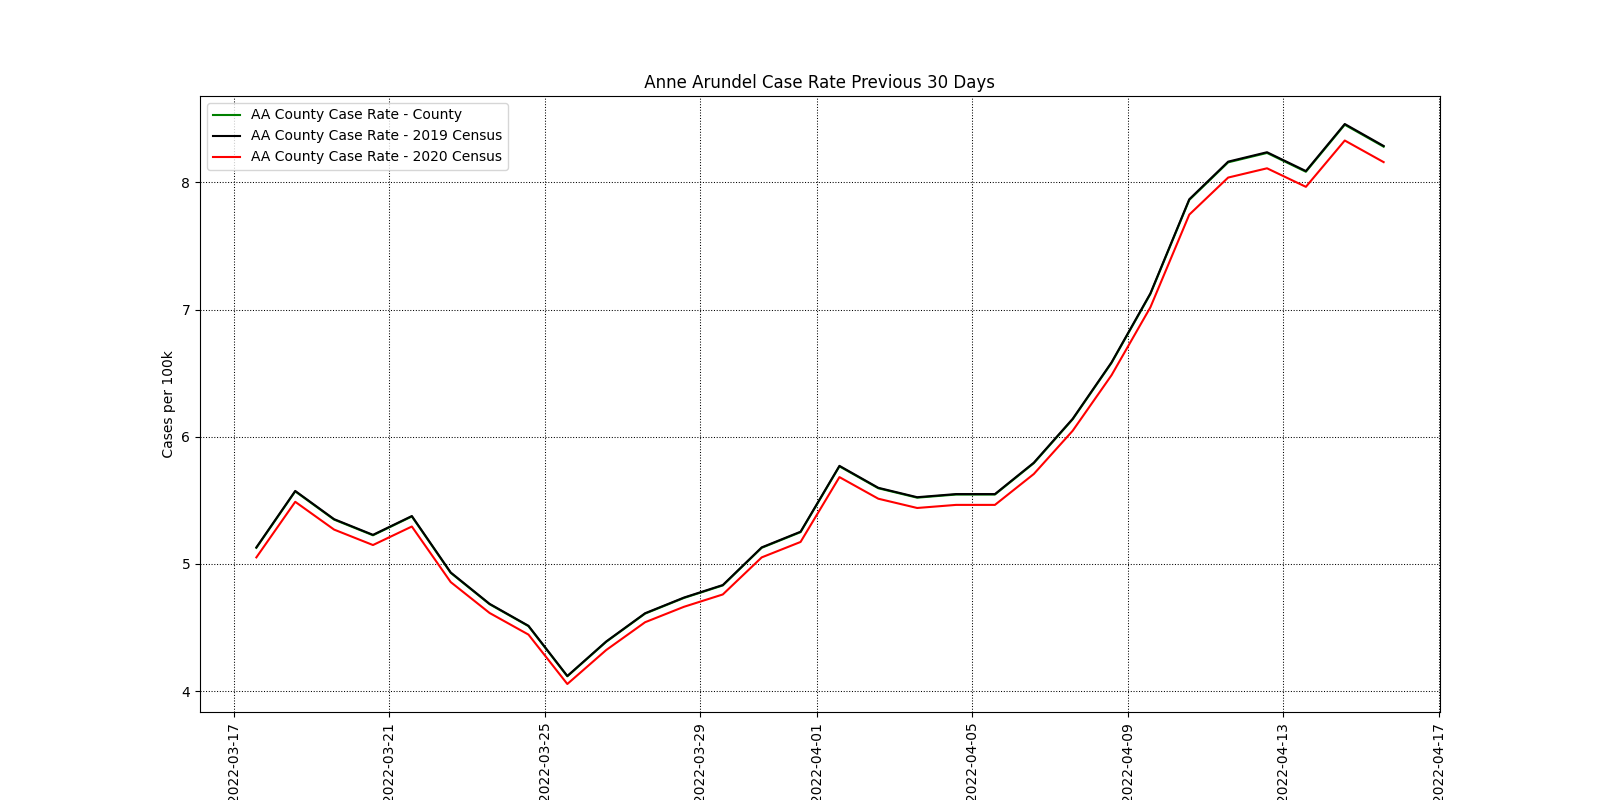 Anne Arundel Case Rate Previous 30 Days
AA County Case Rate - County
AA County Case Rate - 2019 Census
AA County Case Rate - 2020 Census
Cases per 100k
8
7
6
5
4
2022-03-17
2022-03-21
2022-03-25
2022-03-29
2022-04-01
2022-04-05
2022-04-09
2022-04-13
2022-04-17